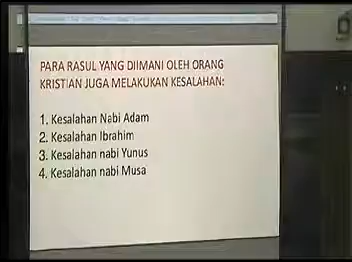 PARA RASUL YANG DIIMANI OLEH ORANG
KRISTIAN JUGA MELAKUKAN KESALAHAN:
1. Kesalahan Nabi Adam
2. Kesalahan Ibrahim
3. Kesalahan nabi Yunus
4. Kesalahan nabi Musa